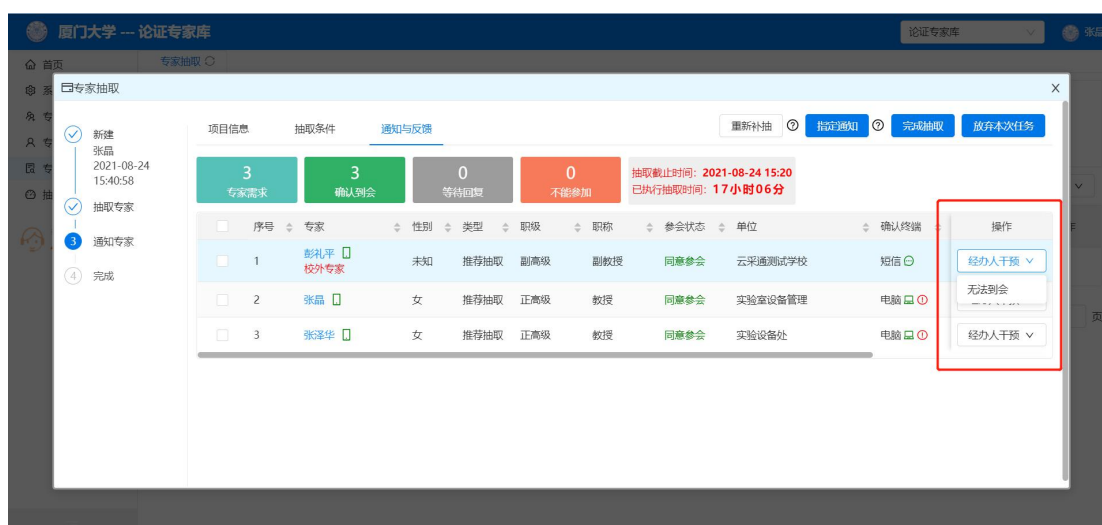 厦门大学 --- 论证专家库
论证专家库
首页
专家抽取
专家抽取
X
新建
张晶
2021-08-24
15:40:58
抽取专家
3
通知专家
4
完成
项目信息
抽取条件
通知与反馈
重新补抽
指定通知
完成抽取
放弃本次任务
3
专家需求
3
确认到会
0
等待回复
0
不能参加
抽取截止时间：2021-08-24 15:20
已执行抽取时间：17小时06分
序号 专家 性别 类型 职级 职称 参会状态 单位 确认终端 操作
1 彭礼平 未知 推荐抽取 副高级 副教授 同意参会 云采通测试学校 短信 经办人干预
校外专家
无法到会
2 张晶 女 推荐抽取 正高级 教授 同意参会 实验室设备管理 电脑
3 张泽华 女 推荐抽取 正高级 教授 同意参会 实验设备处 电脑 经办人干预
页